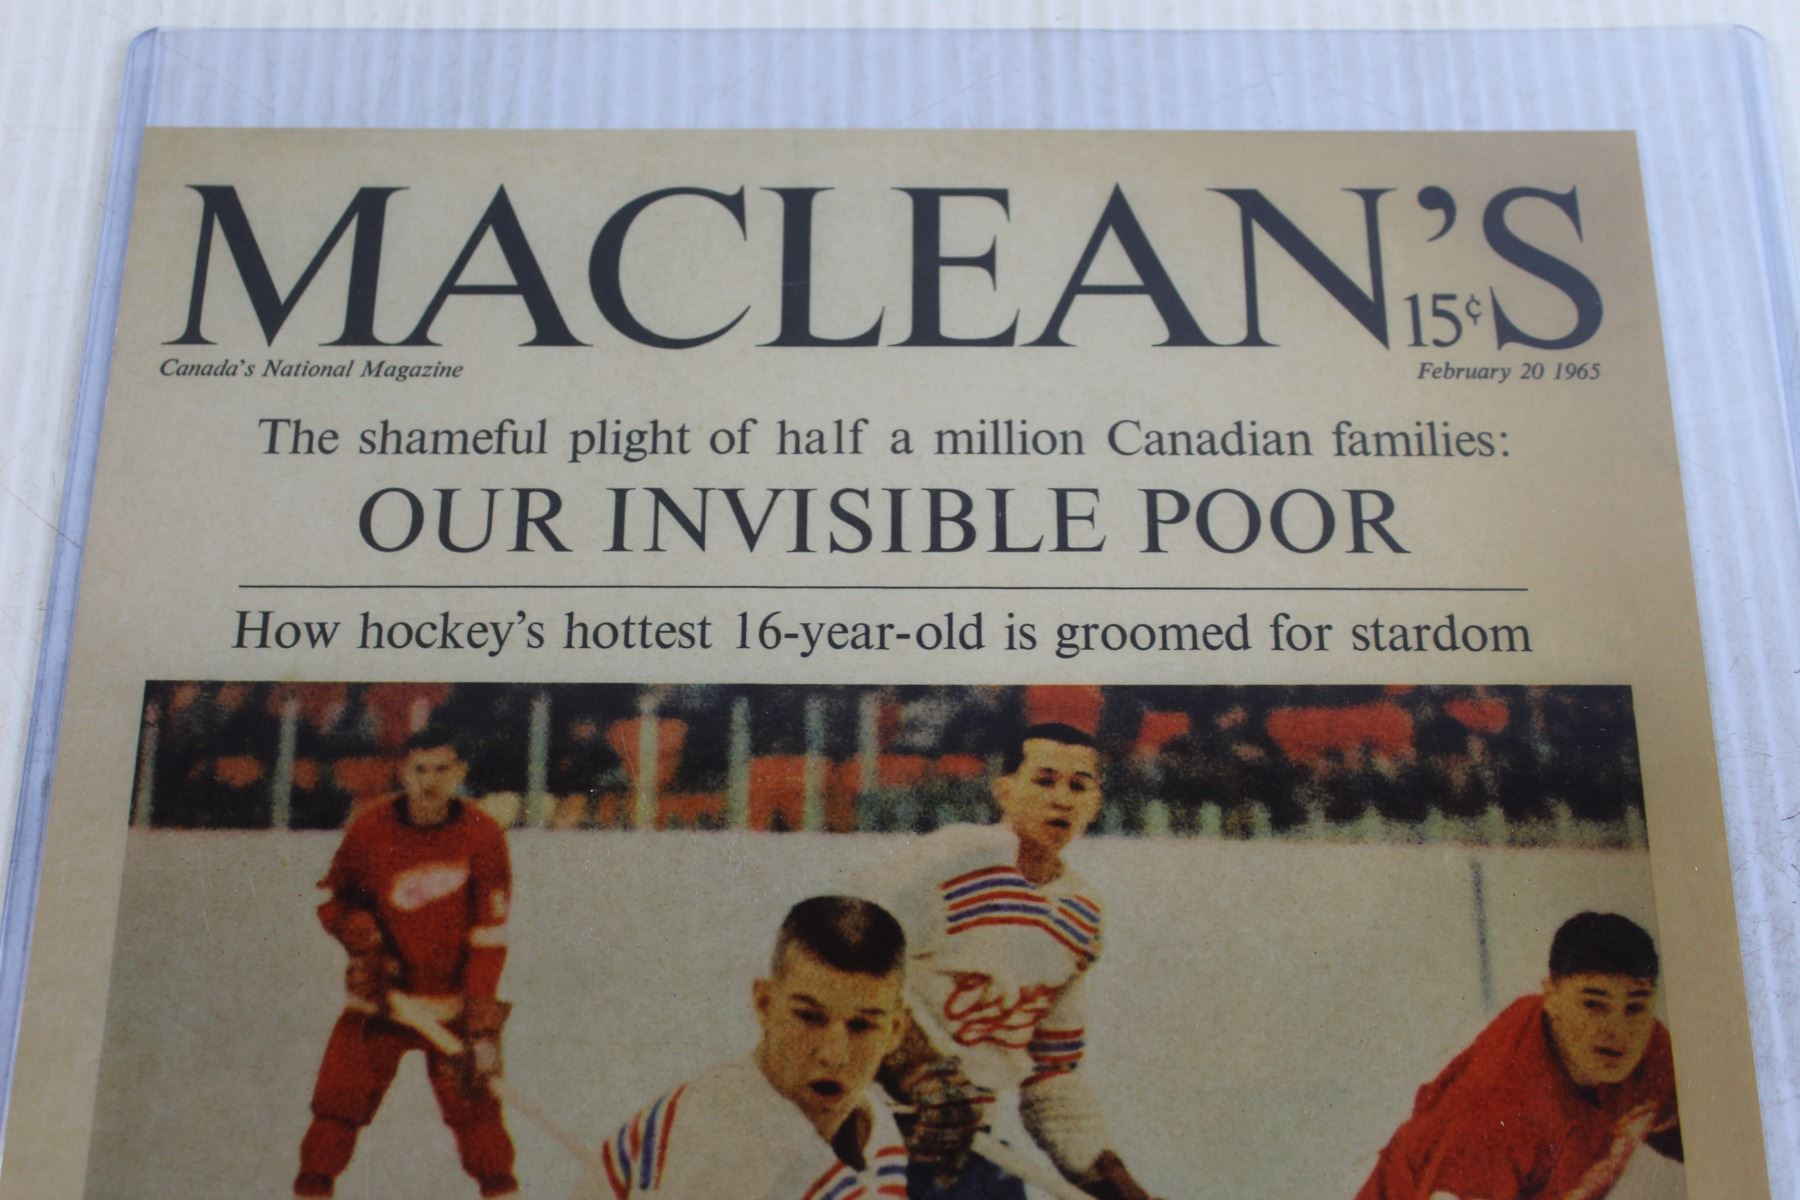 MACLEAN'S
15¢
Canada's National Magazine
February 20 1965
The shameful plight of half a million Canadian families:
OUR INVISIBLE POOR
How hockey's hottest 16-year-old is groomed for stardom